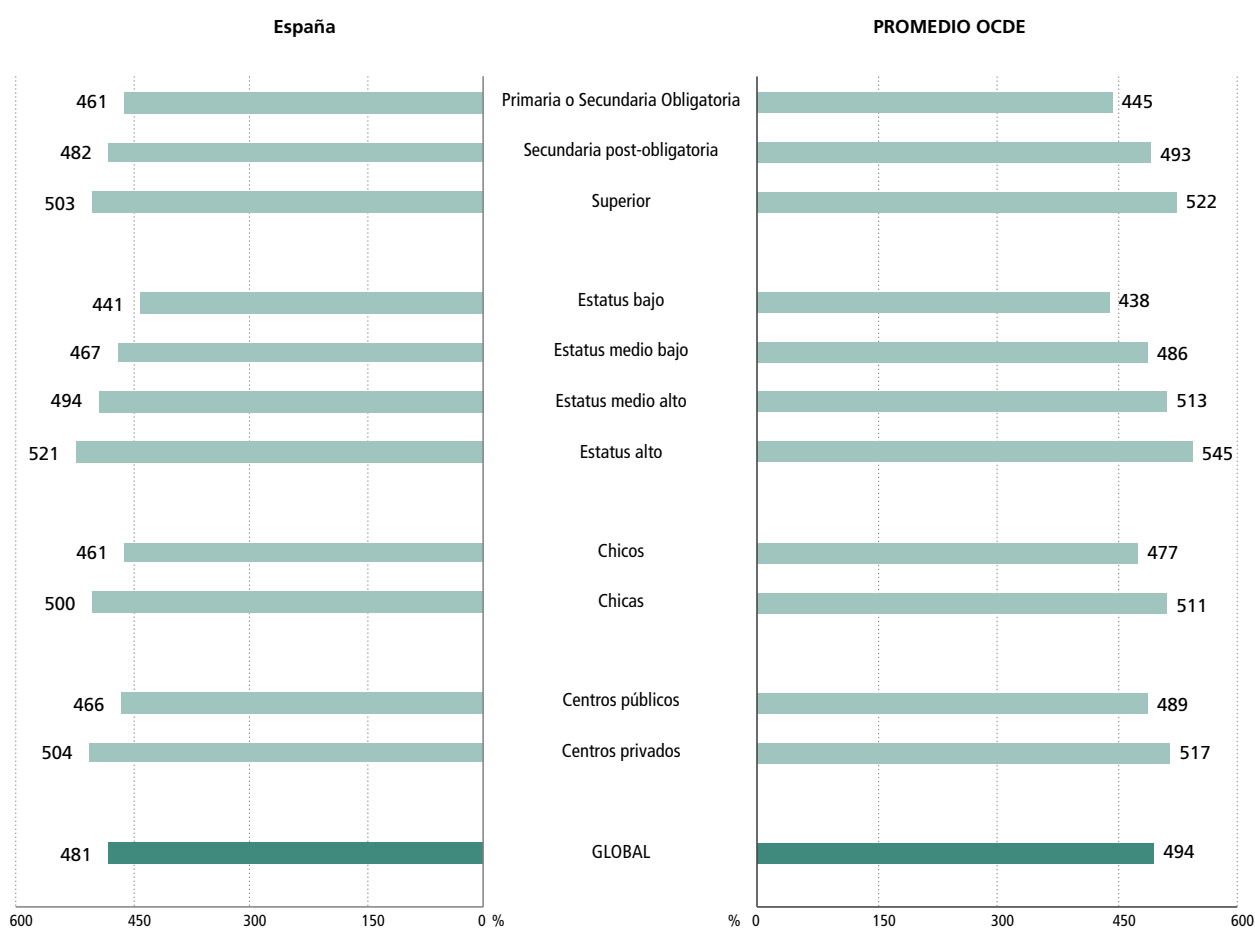 España PROMEDIO OCDE
461 Primaria o Secundaria Obligatoria 445
482 Secundaria post-obligatoria 493
503 Superior 522
441 Estatus bajo 438
467 Estatus medio bajo 486
494 Estatus medio alto 513
521 Estatus alto 545
461 Chicos 477
500 Chicas 511
466 Centros públicos 489
504 Centros privados 517
481 GLOBAL 494
600 450 300 150 0 % % 0 150 300 450 600